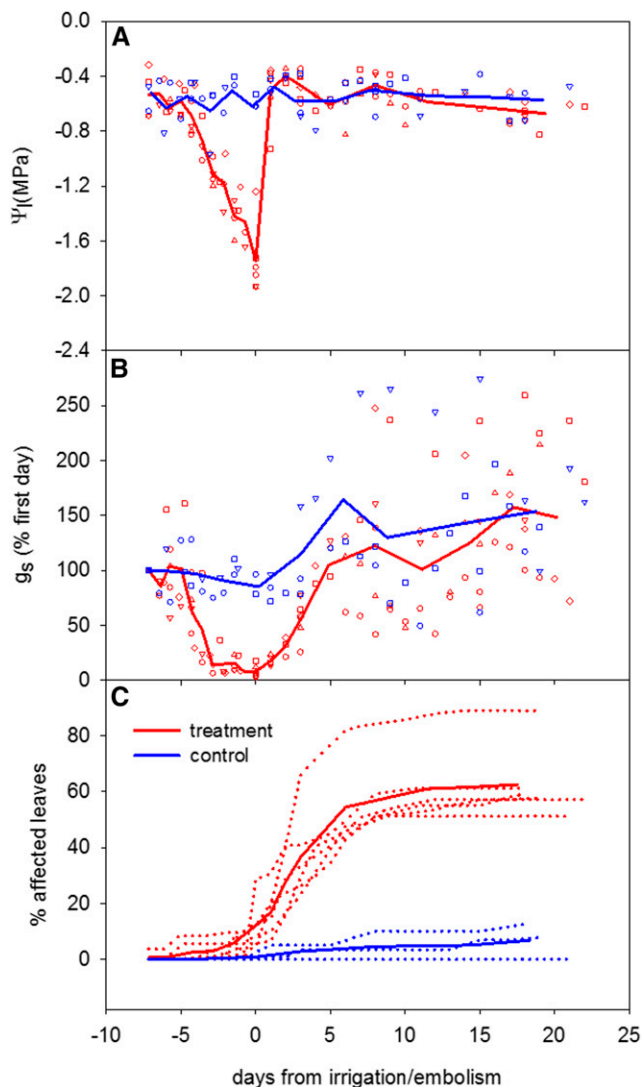 A
0.0
-0.4
-0.8
-1.2
-1.6
-2.0
-2.4
Ψl(MPa)
B
250
200
150
100
50
0
gs (% first day)
C
treatment
control
80
60
40
20
0
% affected leaves
-10 -5 0 5 10 15 20 25
days from irrigation/embolism